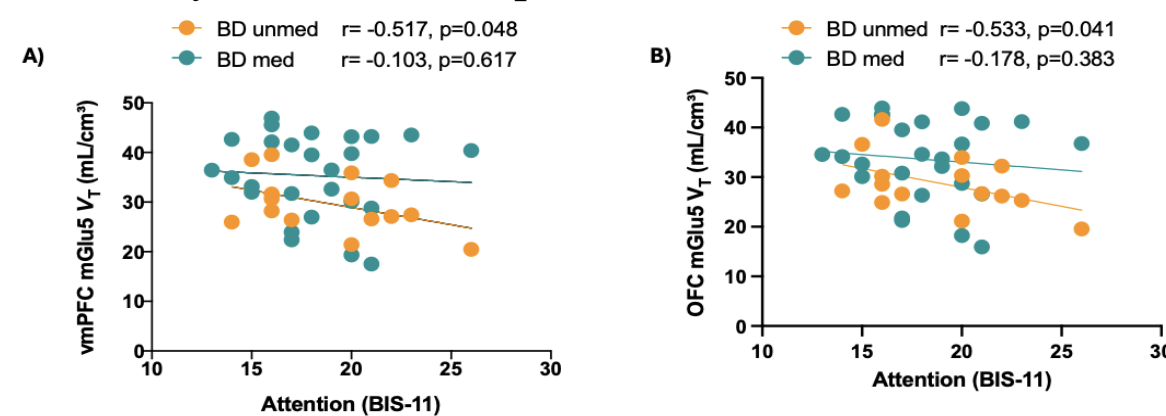 A)
BD unmed r= -0.517, p=0.048
BD med r= -0.103, p=0.617
vmPFC mGlu5 VT (mL/cm³)
50
40
30
20
10
0
10 15 20 25 30
Attention (BIS-11)
B)
BD unmed r= -0.533, p=0.041
BD med r= -0.178, p=0.383
OFC mGlu5 VT (mL/cm³)
50
40
30
20
10
0
10 15 20 25 30
Attention (BIS-11)